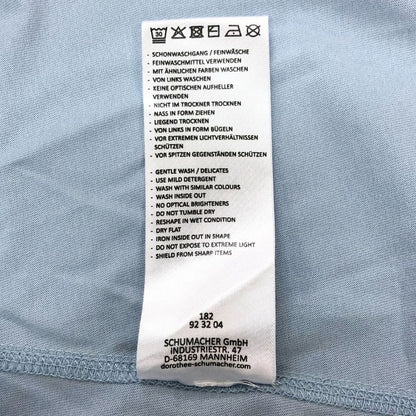 30
- SCHONWASCHGANG / FEINWÄSCHE
- FEINWASCHMITTEL VERWENDEN
- MIT ÄHNLICHEN FARBEN WASCHEN
- VON LINKS WASCHEN
- KEINE OPTISCHEN AUFHELLER
VERWENDEN
- NICHT IM TROCKNER TROCKNEN
- NASS IN FORM ZIEHEN
- LIEGEND TROCKNEN
- VON LINKS IN FORM BÜGELN
- VOR EXTREMEN LICHTVERHÄLTNISSEN
SCHÜTZEN
- VOR SPITZEN GEGENSTÄNDEN SCHÜTZEN
- GENTLE WASH / DELICATES
- USE MILD DETERGENT
- WASH WITH SIMILAR COLOURS
- WASH INSIDE OUT
- NO OPTICAL BRIGHTENERS
- DO NOT TUMBLE DRY
- RESHAPE IN WET CONDITION
- DRY FLAT
- IRON INSIDE OUT IN SHAPE
- DO NOT EXPOSE TO EXTREME LIGHT
- SHIELD FROM SHARP ITEMS
182
92 32 04
SCHUMACHER GmbH
INDUSTRIESTR. 47
D-68169 MANNHEIM
dorothee-schumacher.com